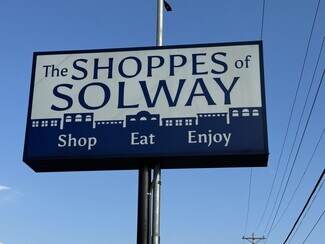 The SHOPPES of
SOLWAY
Shop Eat Enjoy